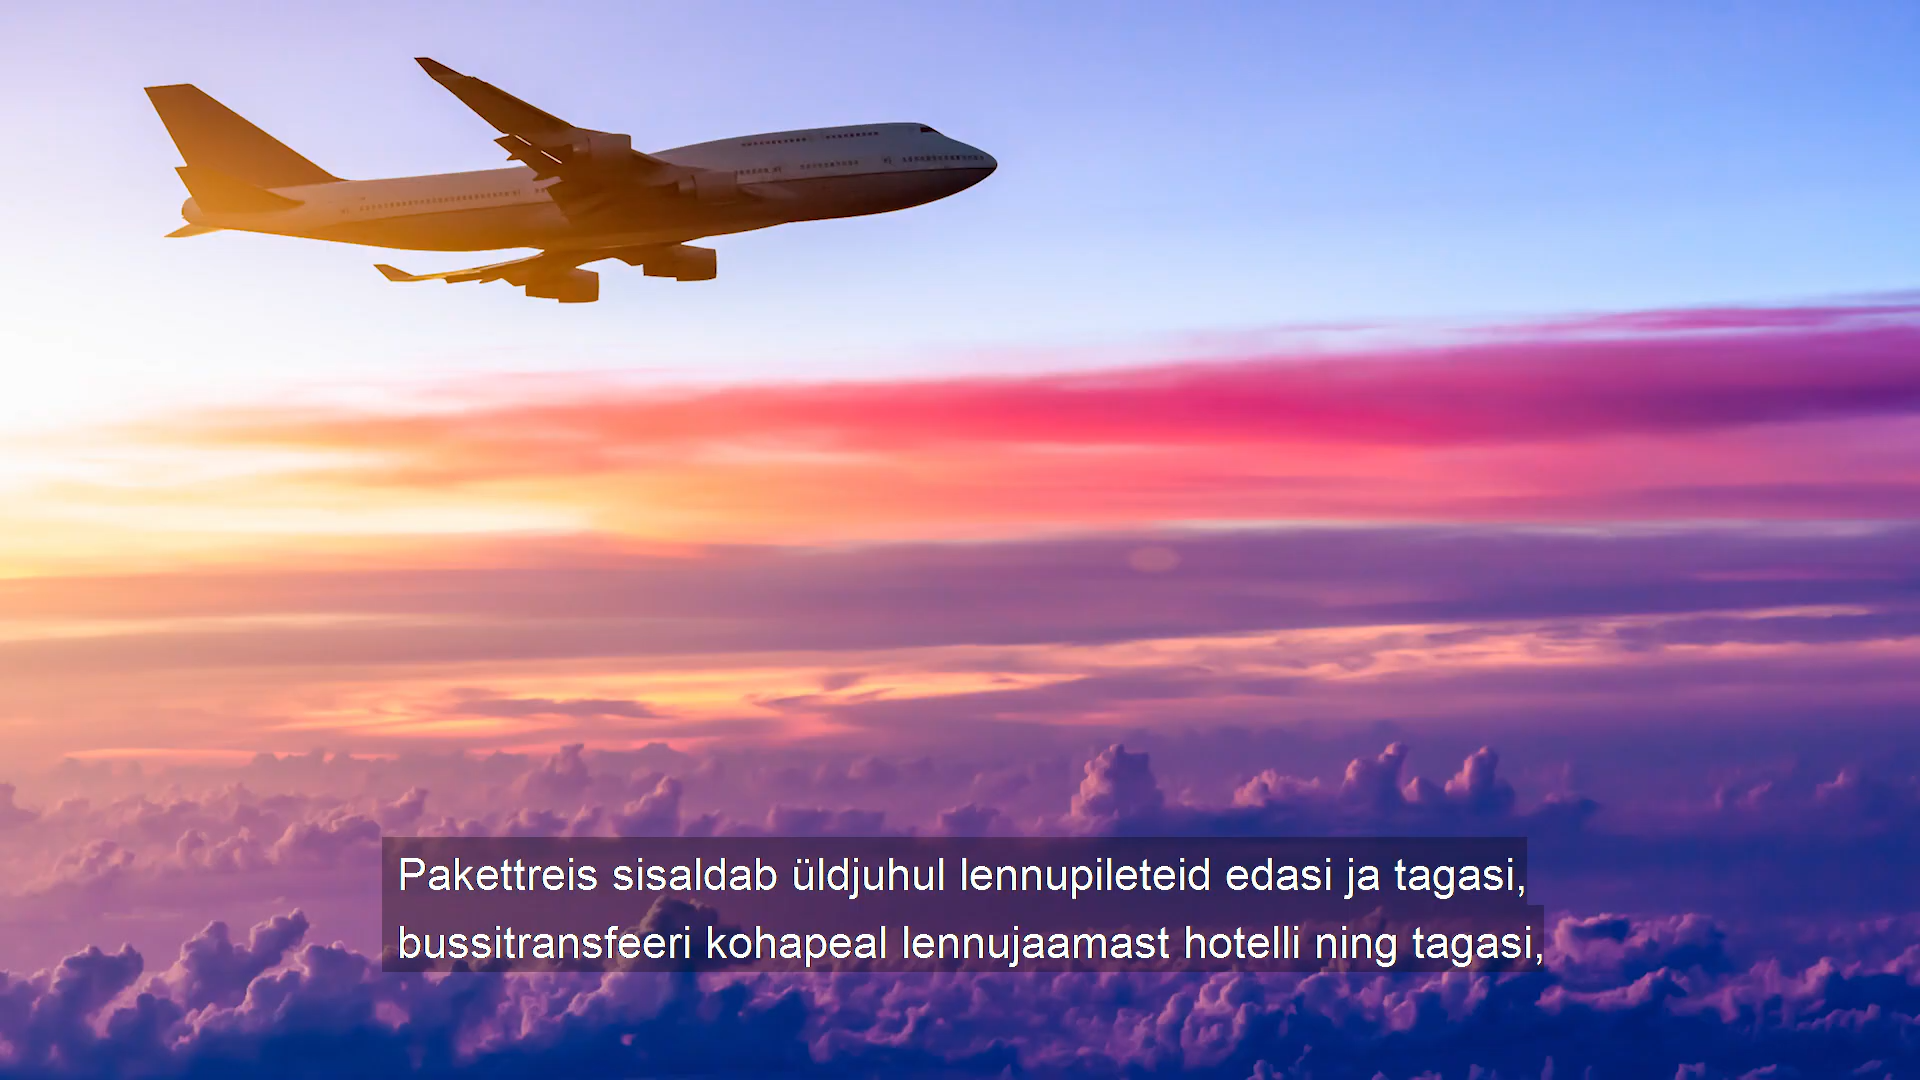 Pakettreis sisaldab üldjuhul lennupileteid edasi ja tagasi,
bussitransfeeri kohapeal lennujaamast hotelli ning tagasi,